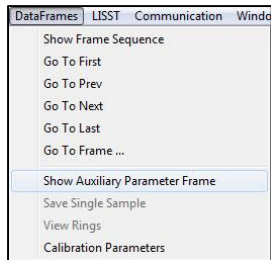 DataFrames LISST Communication
Show Frame Sequence
Go To First
Go To Prev
Go To Next
Go To Last
Go To Frame ...
Show Auxiliary Parameter Frame
Save Single Sample
View Rings
Calibration Parameters